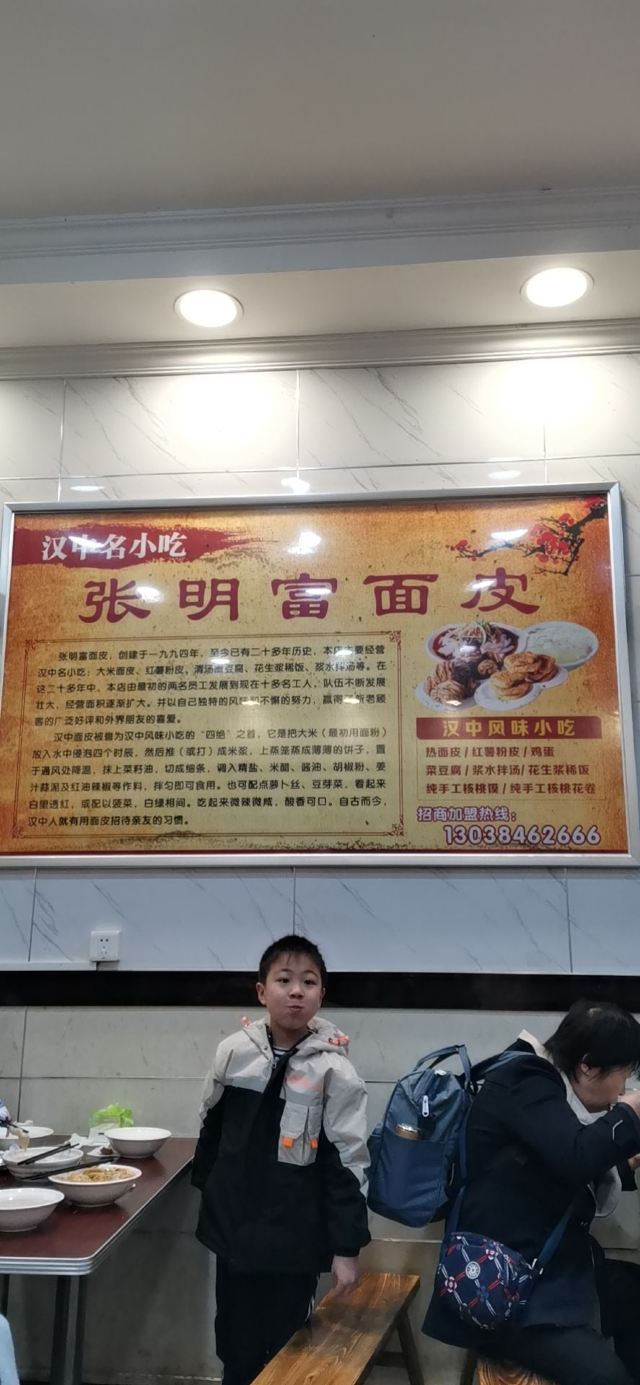 汉中名小吃
张明富面皮
张明富面皮，创建于一九九四年，至今已有二十多年历史，本店主要经营
汉中名小吃：大米面皮、红薯粉皮、清汤菜豆腐、花生浆稀饭、浆水拌汤等。在
这二十多年中，本店由最初的两名员工发展到现在十多名工人，队伍不断发展
壮大，经营面积逐渐扩大。并以自己独特的风味和不懈的努力，赢得了新老顾
客的广泛好评和外界朋友的喜爱。
汉中面皮被誉为汉中风味小吃的“四绝”之首，它是把大米（最初用面粉）
放入水中浸泡四个时辰，然后推（或打）成米浆，上蒸笼蒸成薄薄的饼子，置
于通风处降温，抹上菜籽油，切成细条，调入精盐、米醋、酱油、胡椒粉、姜
汁蒜泥及红油辣椒等作料，拌匀即可食用。也可配点萝卜丝、豆芽菜，看起来
白里透红，或配以菠菜，白绿相间。吃起来微辣微咸，酸香可口。自古而今，
汉中人就有用面皮招待亲友的习惯。
汉中风味小吃
热面皮/红薯粉皮/鸡蛋
菜豆腐/浆水拌汤/花生浆稀饭
纯手工核桃馍/纯手工核桃花卷
招商加盟热线：
13038462666